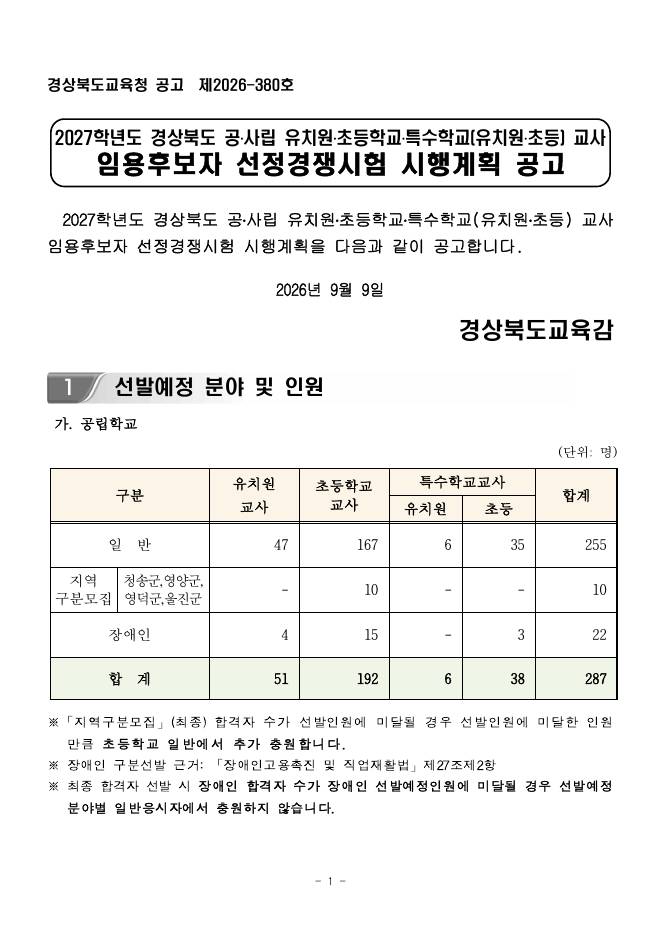 경상북도교육청 공고 제2026-380호
2027학년도 경상북도 공·사립 유치원·초등학교·특수학교(유치원·초등) 교사
임용후보자 선정경쟁시험 시행계획 공고
2027학년도 경상북도 공·사립 유치원·초등학교·특수학교(유치원·초등) 교사
임용후보자 선정경쟁시험 시행계획을 다음과 같이 공고합니다.
2026년 9월 9일
경상북도교육감
1 선발예정 분야 및 인원
가. 공립학교
(단위: 명)
구분 유치원 교사 초등학교 교사 특수학교교사 합계
유치원 초등
일 반 47 167 6 35 255
지역 구분모집 청송군,영양군, 영덕군,울진군 - 10 - - 10
장애인 4 15 - 3 22
합 계 51 192 6 38 287
※「지역구분모집」(최종) 합격자 수가 선발인원에 미달될 경우 선발인원에 미달한 인원
만큼 초등학교 일반에서 추가 충원합니다.
※ 장애인 구분선발 근거: 「장애인고용촉진 및 직업재활법」제27조제2항
※ 최종 합격자 선발 시 장애인 합격자 수가 장애인 선발예정인원에 미달될 경우 선발예정
분야별 일반응시자에서 충원하지 않습니다.
- 1 -